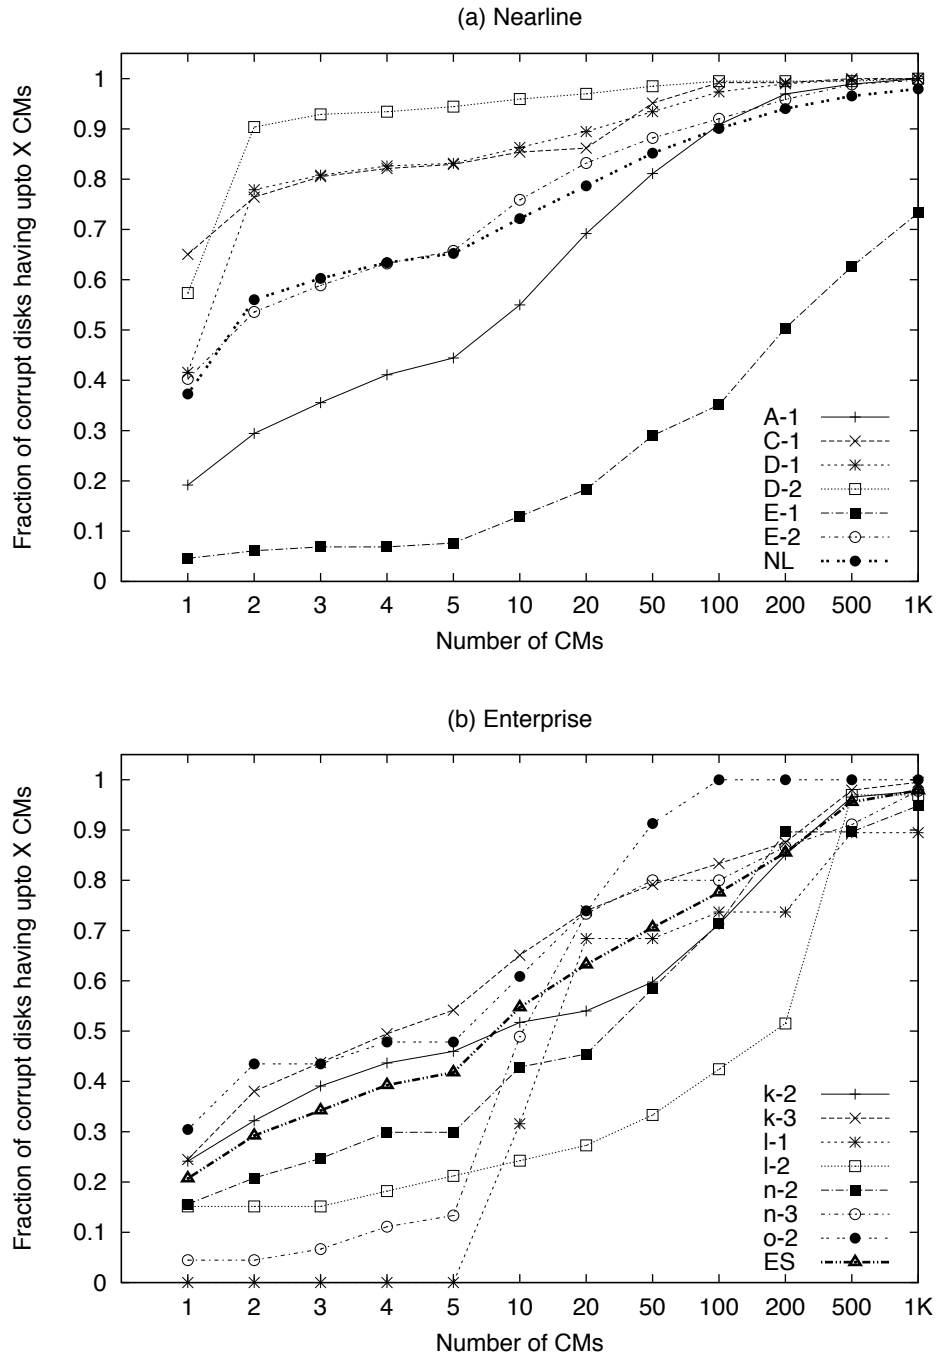 (a) Nearline
Fraction of corrupt disks having upto X CMs
1
0.9
0.8
0.7
0.6
0.5
0.4
0.3
0.2
0.1
0
A-1
C-1
D-1
D-2
E-1
E-2
NL
1 2 3 4 5 10 20 50 100 200 500 1K
Number of CMs
(b) Enterprise
Fraction of corrupt disks having upto X CMs
1
0.9
0.8
0.7
0.6
0.5
0.4
0.3
0.2
0.1
0
k-2
k-3
l-1
l-2
n-2
n-3
o-2
ES
1 2 3 4 5 10 20 50 100 200 500 1K
Number of CMs